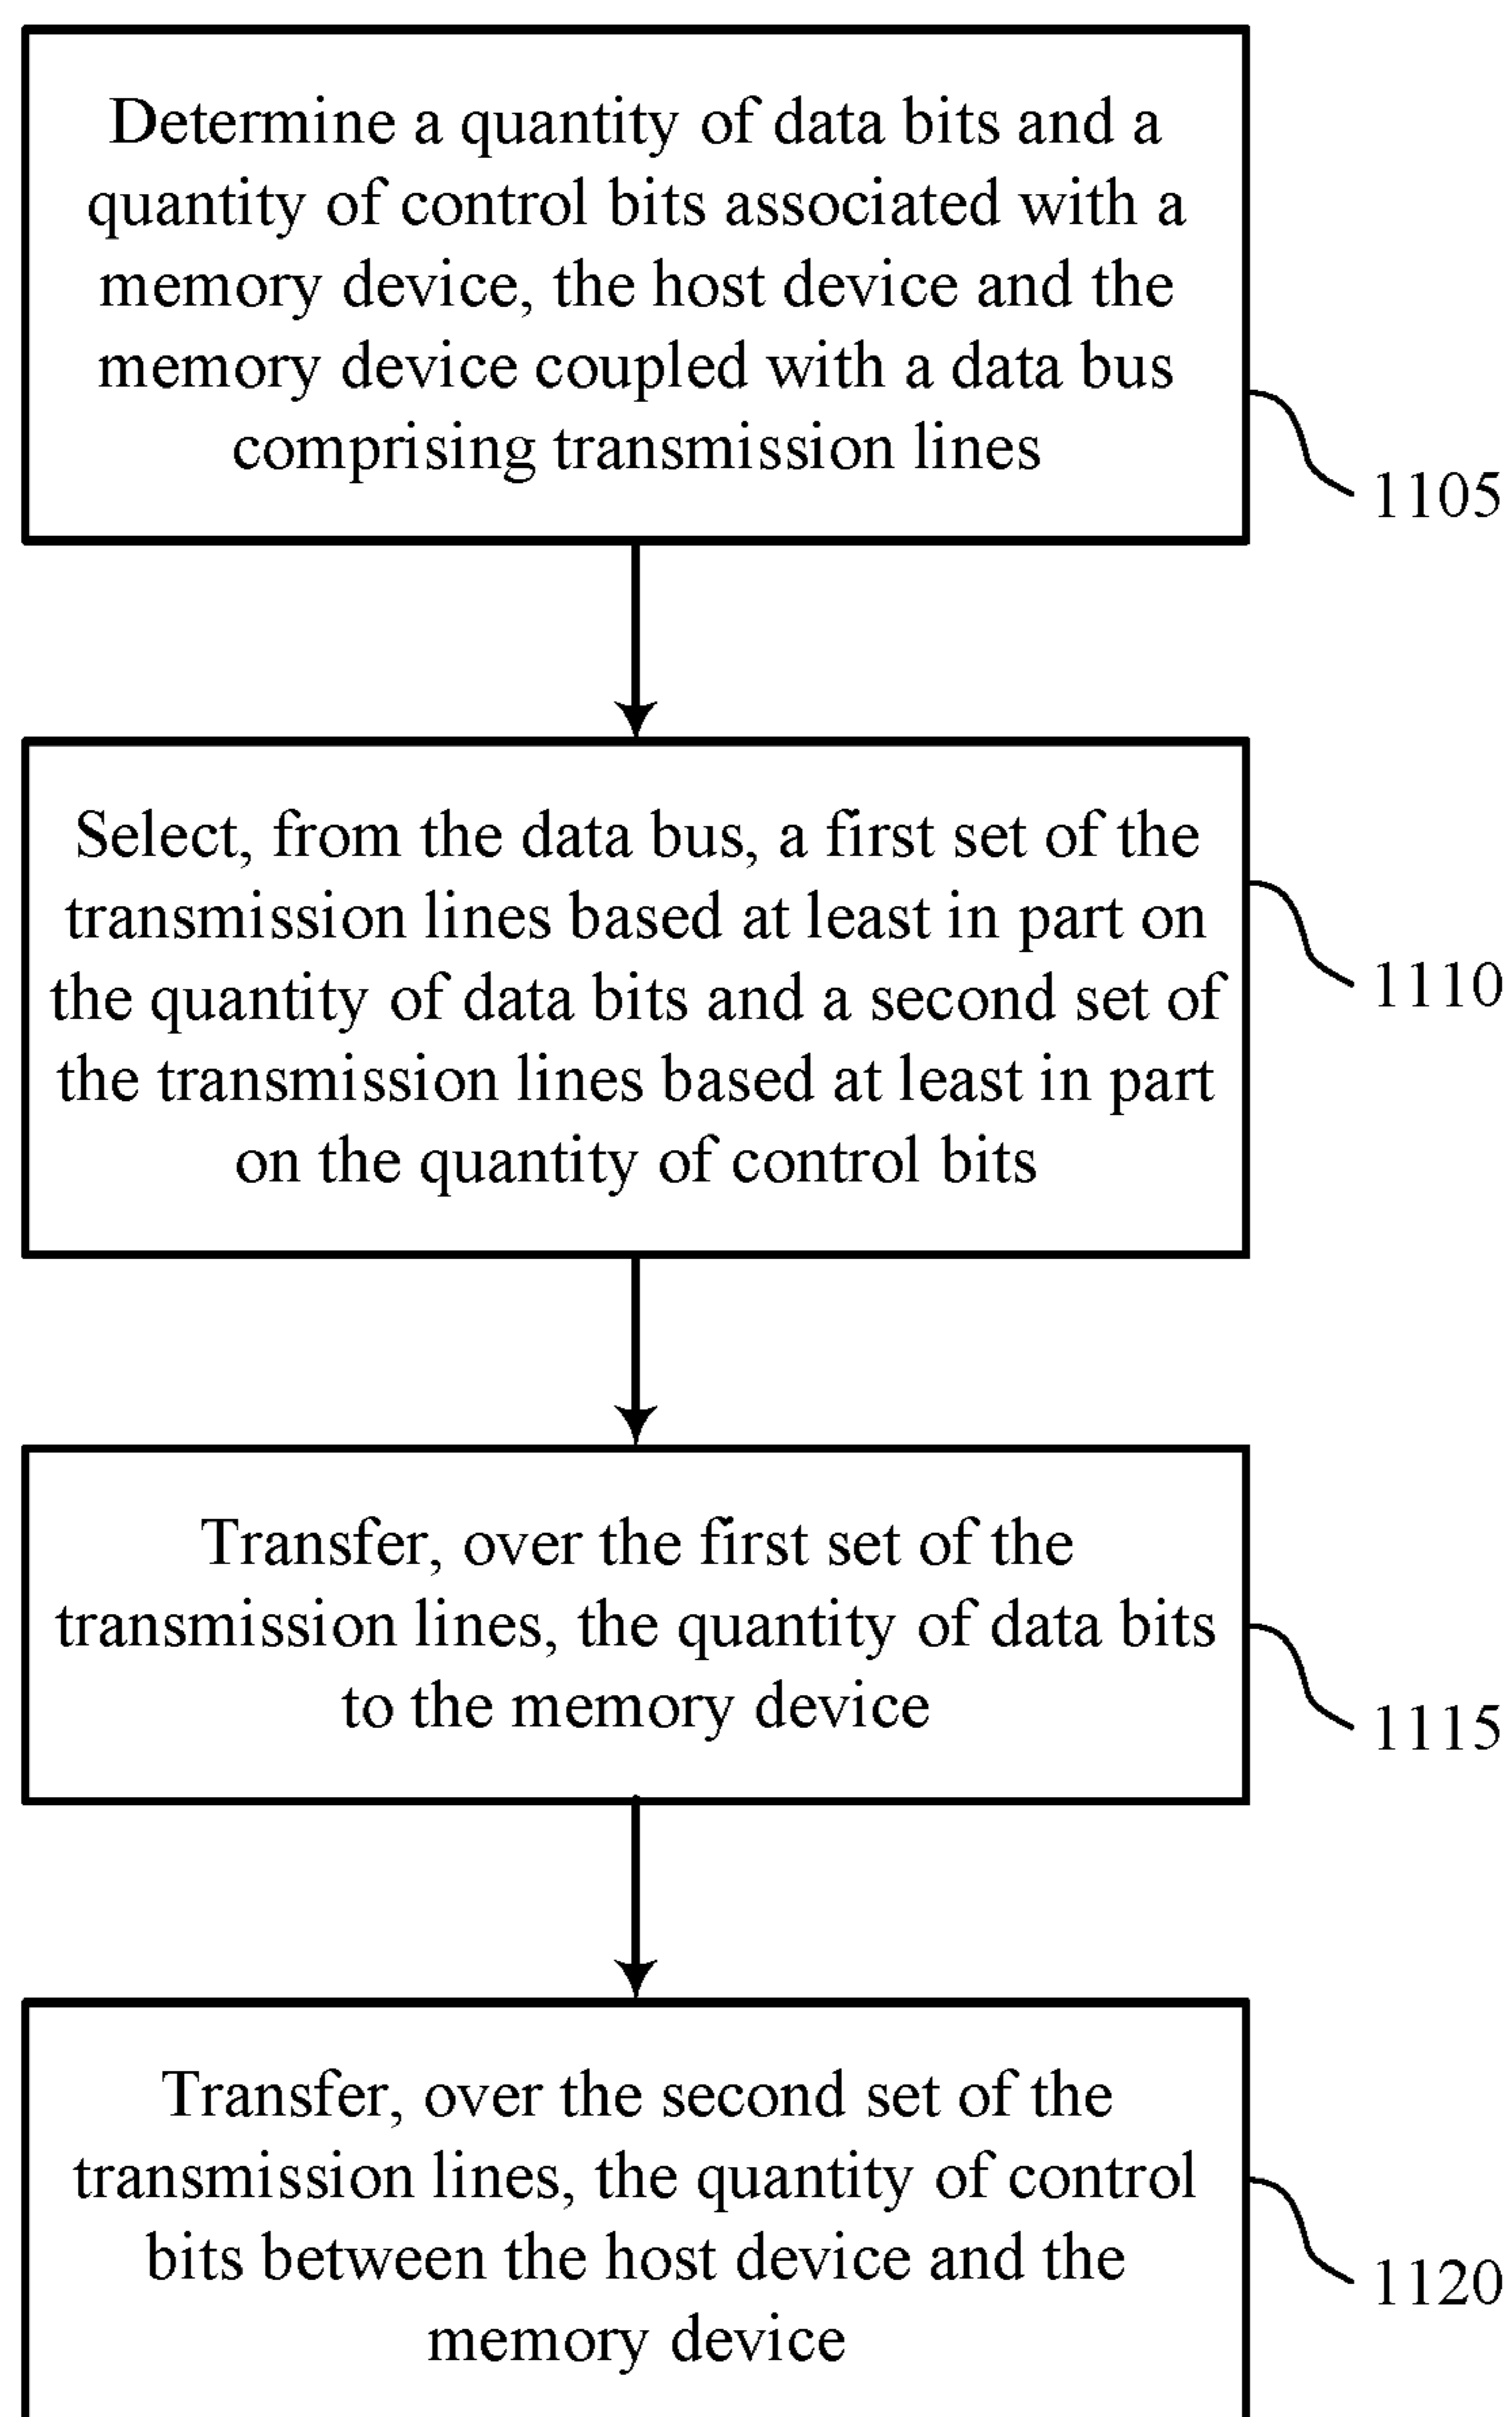 Determine a quantity of data bits and a
quantity of control bits associated with a
memory device, the host device and the
memory device coupled with a data bus
comprising transmission lines
1105
Select, from the data bus, a first set of the
transmission lines based at least in part on
the quantity of data bits and a second set of
the transmission lines based at least in part
on the quantity of control bits
1110
Transfer, over the first set of the
transmission lines, the quantity of data bits
to the memory device
1115
Transfer, over the second set of the
transmission lines, the quantity of control
bits between the host device and the
memory device
1120